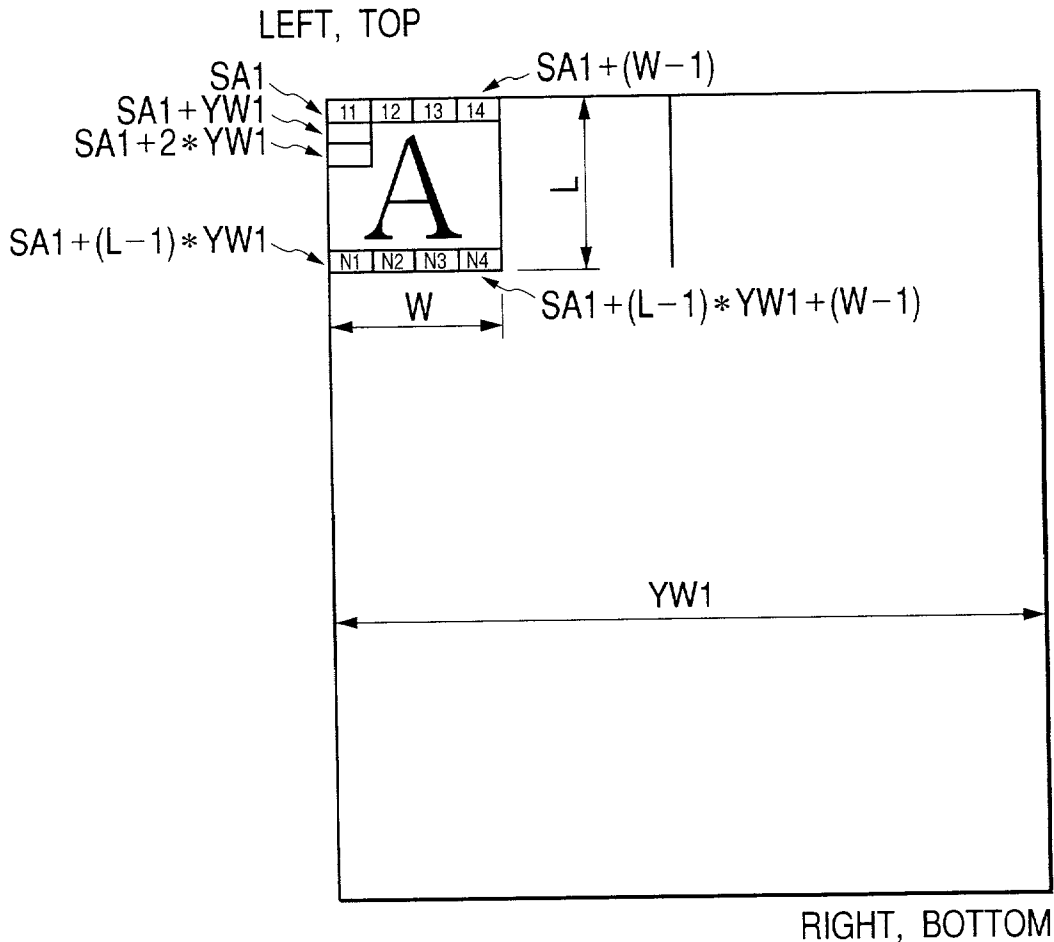 LEFT, TOP
SA1
SA1+(W−1)
SA1+YW1
11 12 13 14
SA1+2*YW1
A
L
SA1+(L−1)*YW1
N1 N2 N3 N4
W
SA1+(L−1)*YW1+(W−1)
YW1
RIGHT, BOTTOM